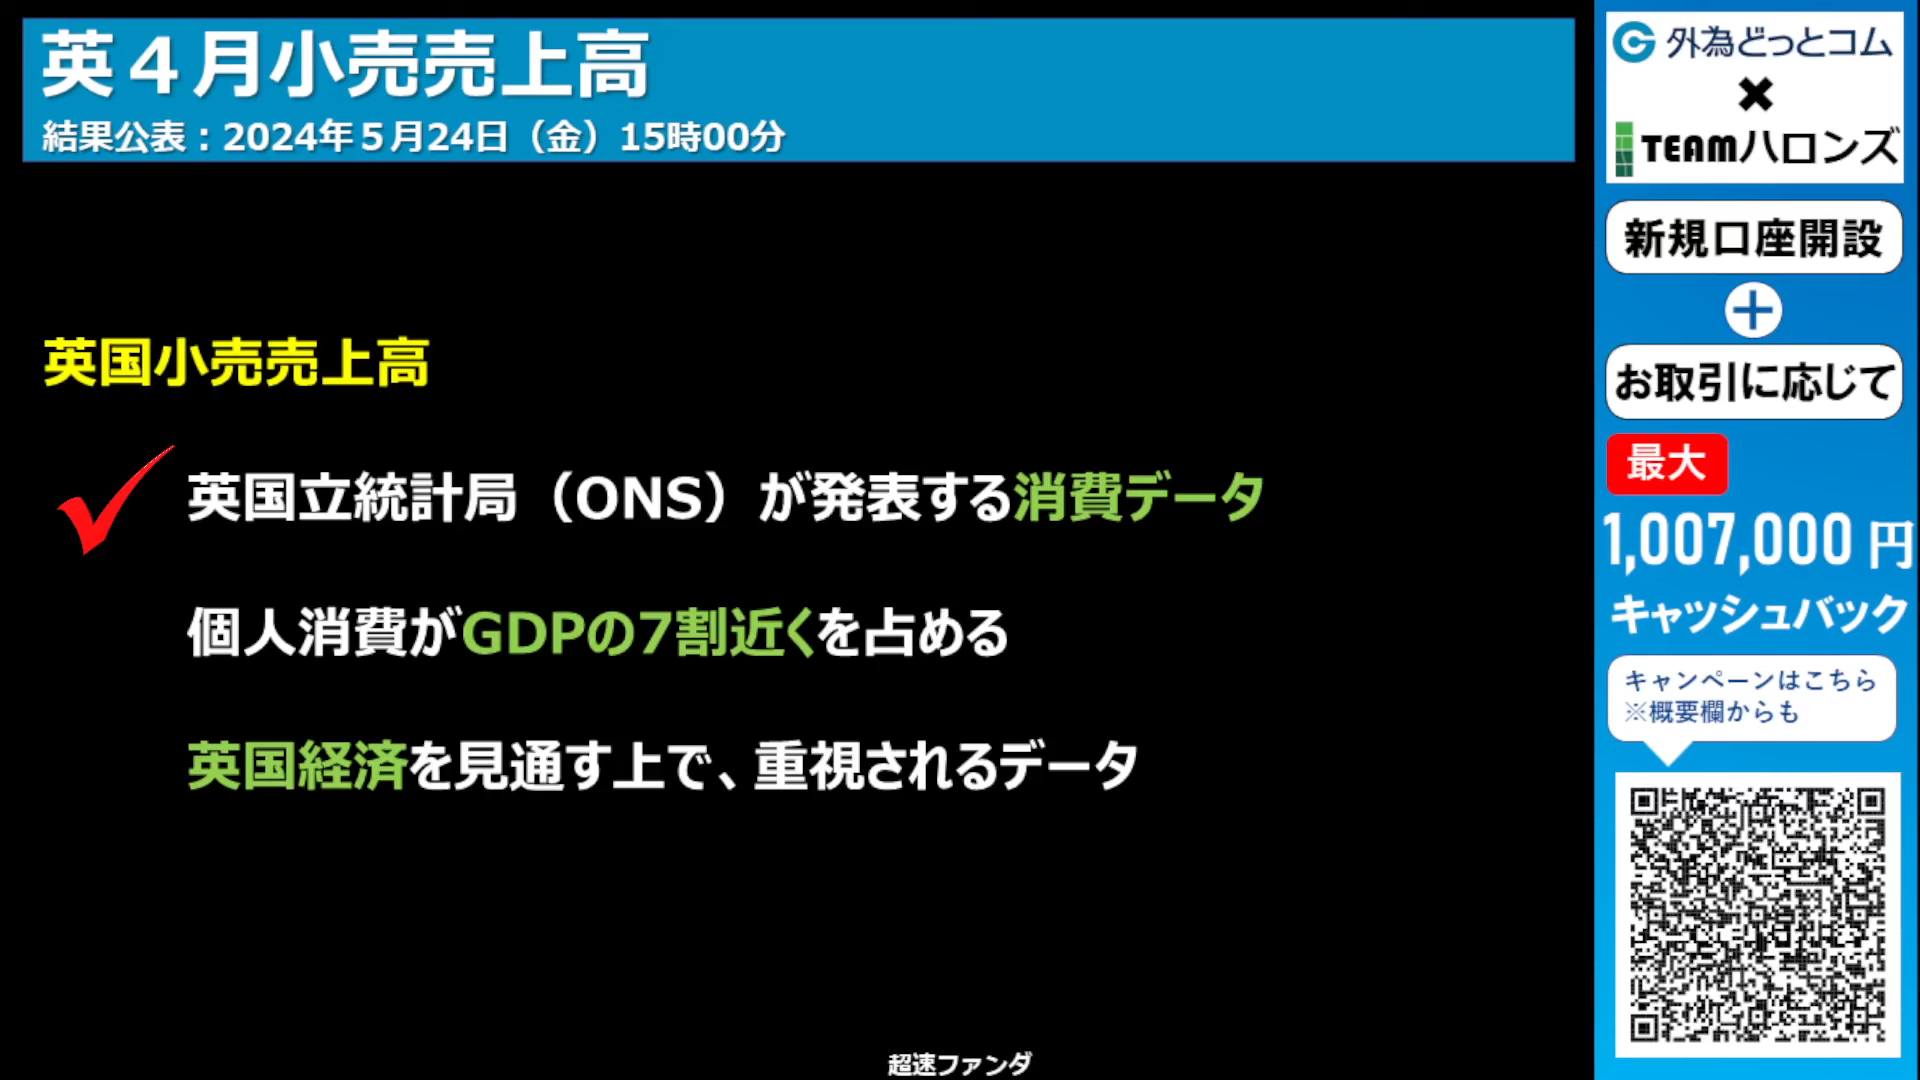 英４月小売売上高
結果公表：2024年５月24日（金）15時00分
英国小売売上高
英国立統計局（ONS）が発表する消費データ
個人消費がGDPの7割近くを占める
英国経済を見通す上で、重視されるデータ
超速ファンダ
外為どっとコム
✖
TEAMハロンズ
新規口座開設
＋
お取引に応じて
最大
1,007,000 円
キャッシュバック
キャンペーンはこちら
※概要欄からも